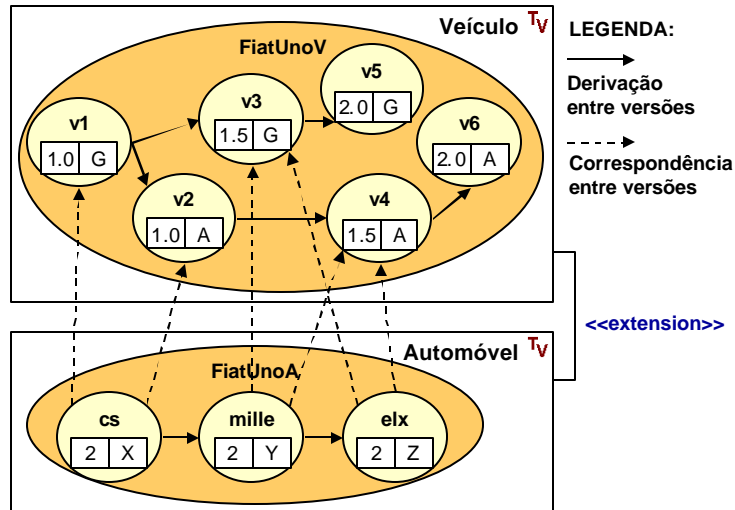 Veículo TV
FiatUnoV
v1
1.0 G
v3
1.5 G
v5
2.0 G
v6
2.0 A
v2
1.0 A
v4
1.5 A
LEGENDA:
Derivação
entre versões
Correspondência
entre versões
<<extension>>
Automóvel TV
FiatUnoA
cs
2 X
mille
2 Y
elx
2 Z